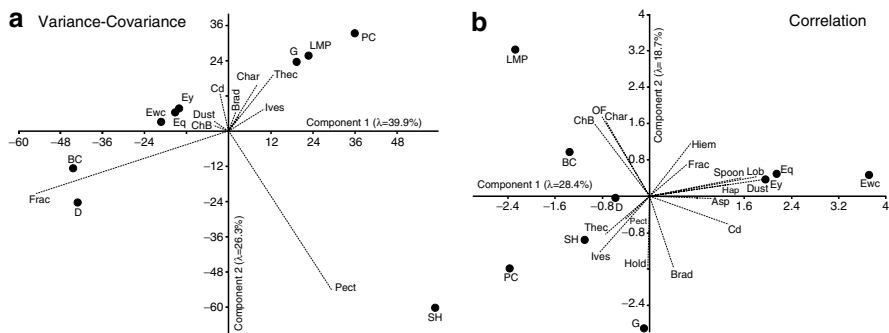 a Variance-Covariance
36
24
12
-12
-24
-36
-48
-60
-60 -48 -36 -24 -12 12 24 36 48
Component 1 (λ=39.9%)
Component 2 (λ=26.3%)
PC
LMP
G
Thec
Char
Cd
Brad
Ives
Ey
Ewc
Eq
Dust
ChB
BC
Frac
D
Pect
SH
b Correlation
4
3.2
2.4
1.6
0.8
-0.8
-1.6
-2.4
-2.4 -1.6 -0.8 0.8 1.6 2.4 3.2 4
Component 1 (λ=28.4%)
Component 2 (λ=18.7%)
LMP
OF
Char
ChB
Hiem
BC
Frac
Spoon Lob
Eq
Ewc
Dust Ey
Hap
Asp
D
Cd
Pect
Thec
SH
Ives
Hold
Brad
PC
G